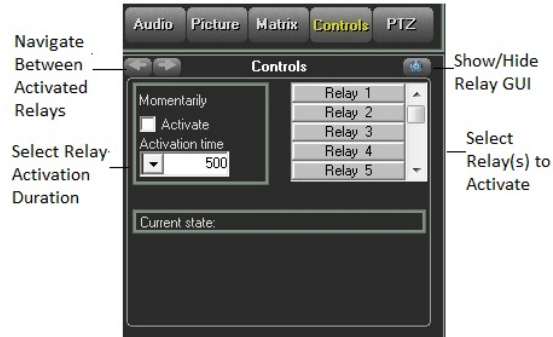 Audio Picture Matrix Controls PTZ
Navigate
Between
Activated
Relays
Controls
Show/Hide
Relay GUI
Momentarily
Activate
Activation time
500
Relay 1
Relay 2
Relay 3
Relay 4
Relay 5
Select Relay
Activation
Duration
Select
Relay(s) to
Activate
Current state: